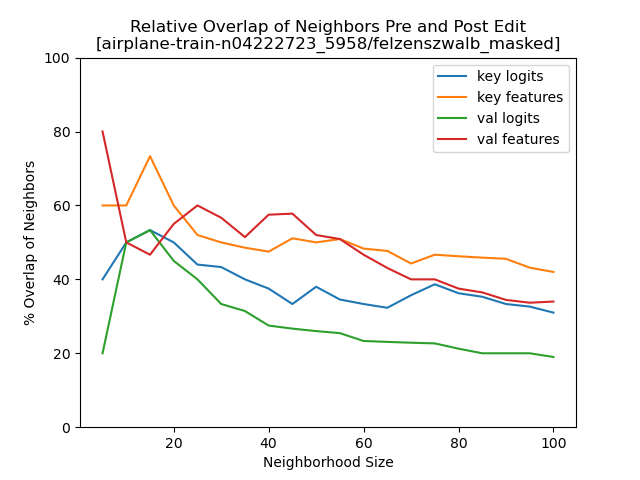 Relative Overlap of Neighbors Pre and Post Edit
[airplane-train-n04222723_5958/felzenszwalb_masked]
100
80
60
40
20
0
% Overlap of Neighbors
key logits
key features
val logits
val features
20
40
60
80
100
Neighborhood Size